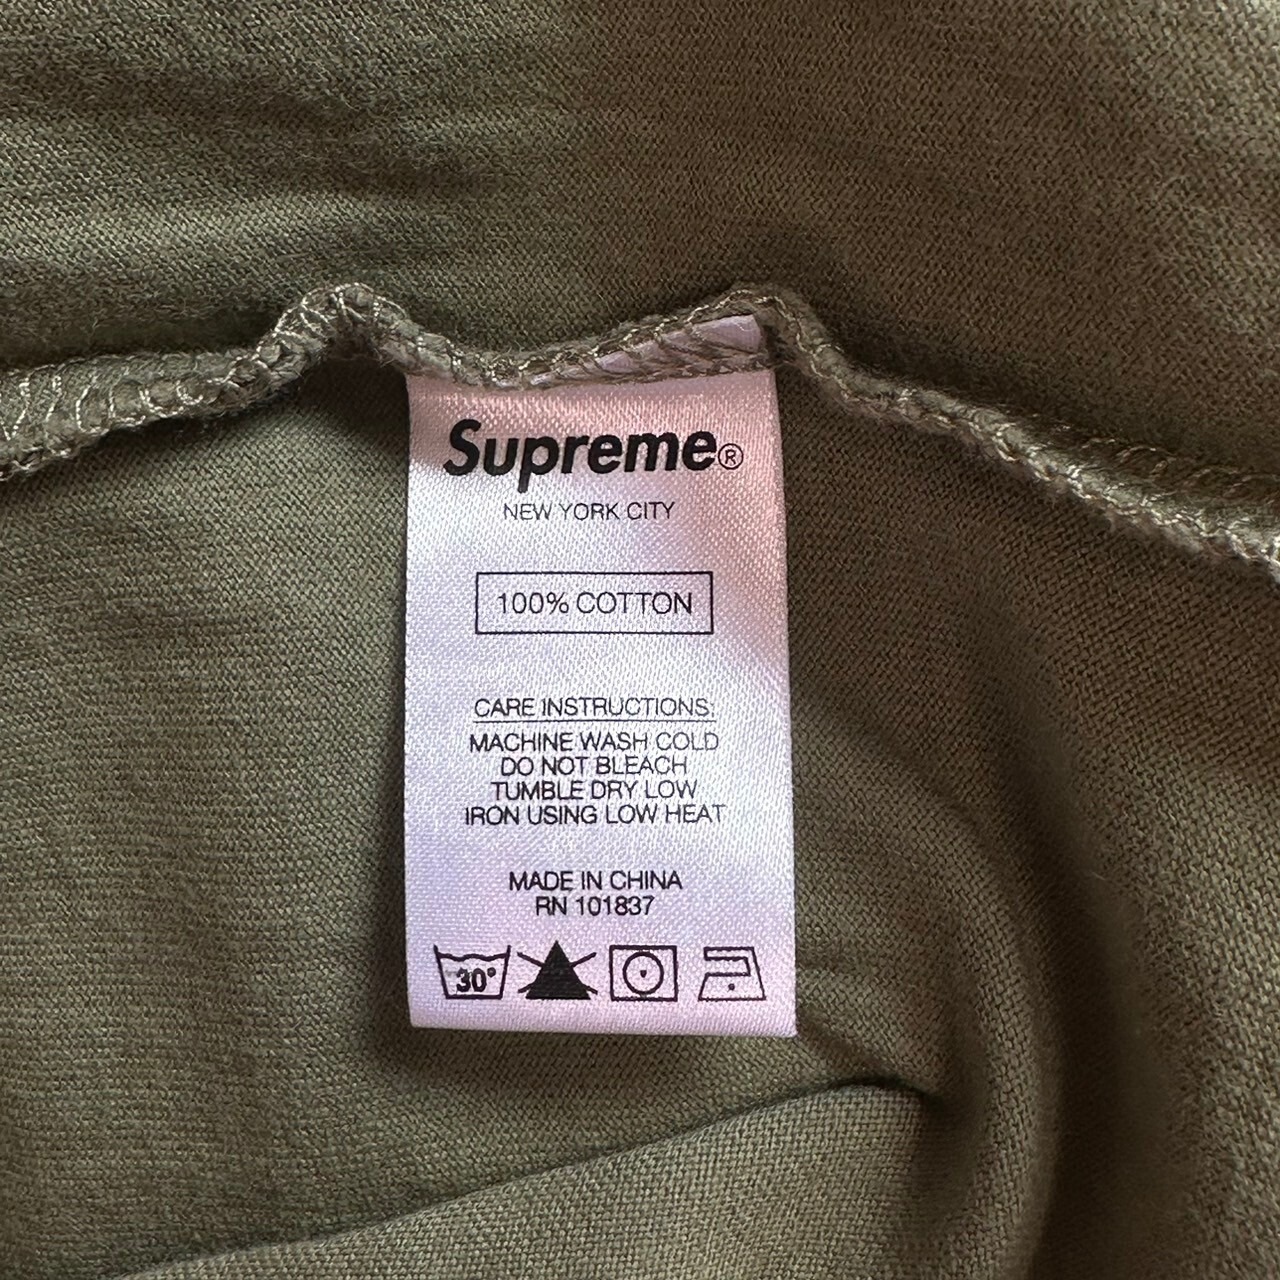 Supreme®
NEW YORK CITY
100% COTTON
CARE INSTRUCTIONS:
MACHINE WASH COLD
DO NOT BLEACH
TUMBLE DRY LOW
IRON USING LOW HEAT
MADE IN CHINA
RN 101837
30°